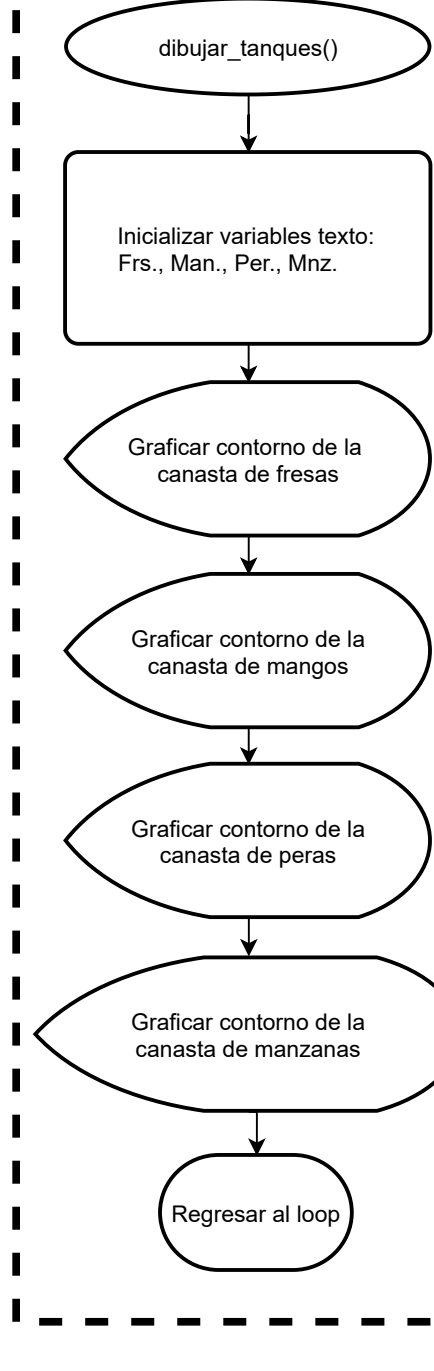 dibujar_tanques()
Inicializar variables texto:
Frs., Man., Per., Mnz.
Graficar contorno de la
canasta de fresas
Graficar contorno de la
canasta de mangos
Graficar contorno de la
canasta de peras
Graficar contorno de la
canasta de manzanas
Regresar al loop